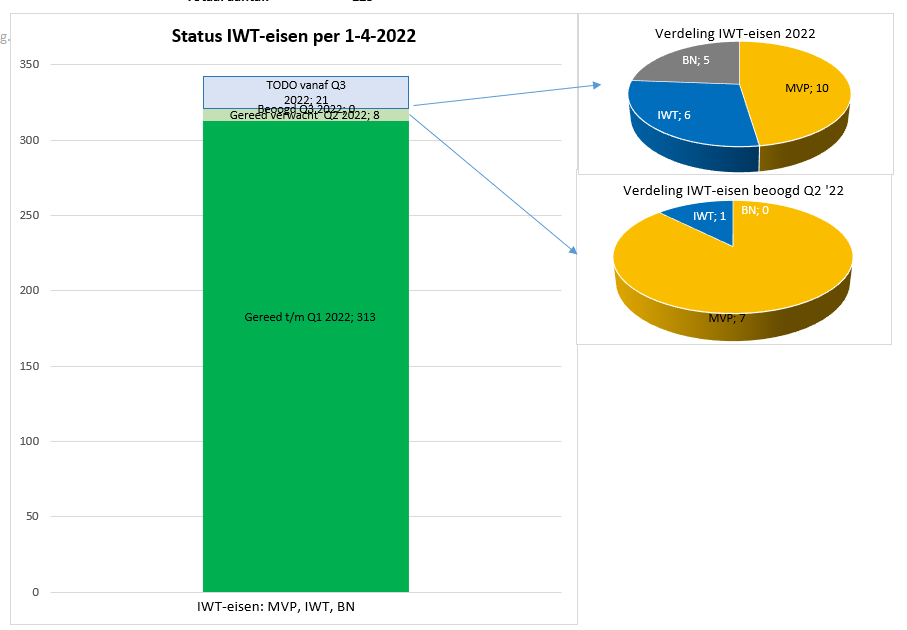 Status IWT-eisen per 1-4-2022
350
300
250
200
150
100
50
0
TODO vanaf Q3
2022; 21
Beoogd Q3 2022; 0
Gereed verwacht Q2 2022; 8
Gereed t/m Q1 2022; 313
IWT-eisen: MVP, IWT, BN
Verdeling IWT-eisen 2022
BN; 5
MVP; 10
IWT; 6
Verdeling IWT-eisen beoogd Q2 '22
IWT; 1
BN; 0
MVP; 7